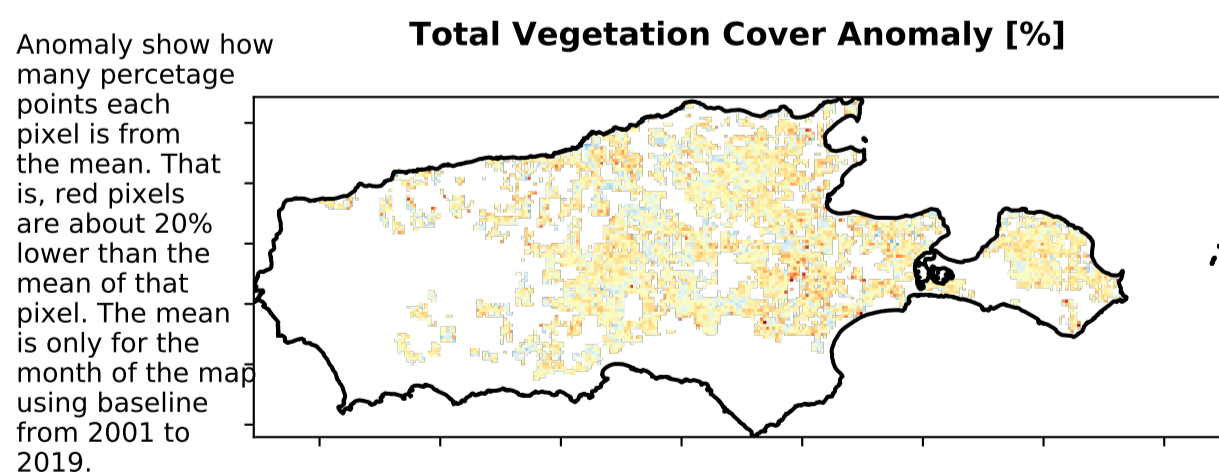 Total Vegetation Cover Anomaly [%]
Anomaly show how
many percetage
points each
pixel is from
the mean. That
is, red pixels
are about 20%
lower than the
mean of that
pixel. The mean
is only for the
month of the map
using baseline
from 2001 to
2019.